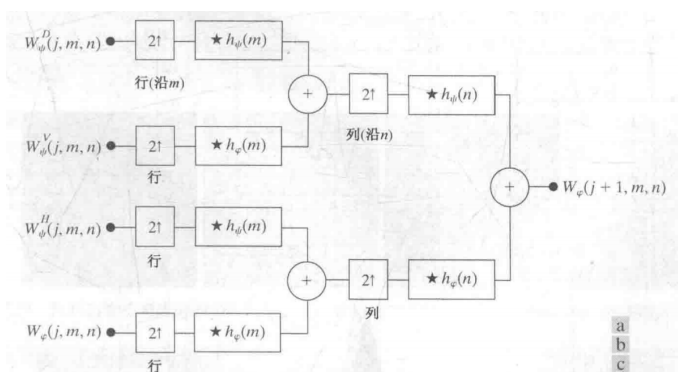 W_ψ^D(j, m, n) 2↑ ★ h_ψ(m)
行(沿m)
2↑ ★ h_ψ(n)
+
列(沿n)
W_ψ^V(j, m, n) 2↑ ★ h_φ(m)
行
+ W_φ(j + 1, m, n)
W_ψ^H(j, m, n) 2↑ ★ h_ψ(m)
行
+ 2↑ ★ h_φ(n)
列
W_φ(j, m, n) 2↑ ★ h_φ(m)
行
a
b
c